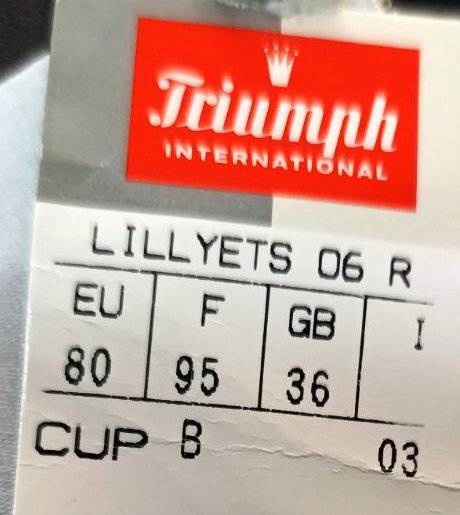 Triumph
INTERNATIONAL
LILLYETS 06 R
EU F GB I
80 95 36
CUP B 03